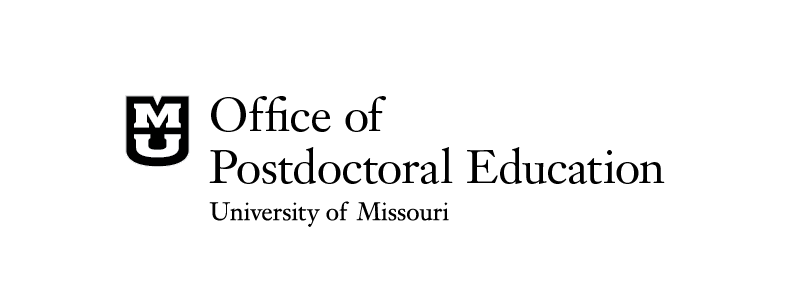 MU
Office of
Postdoctoral Education
University of Missouri